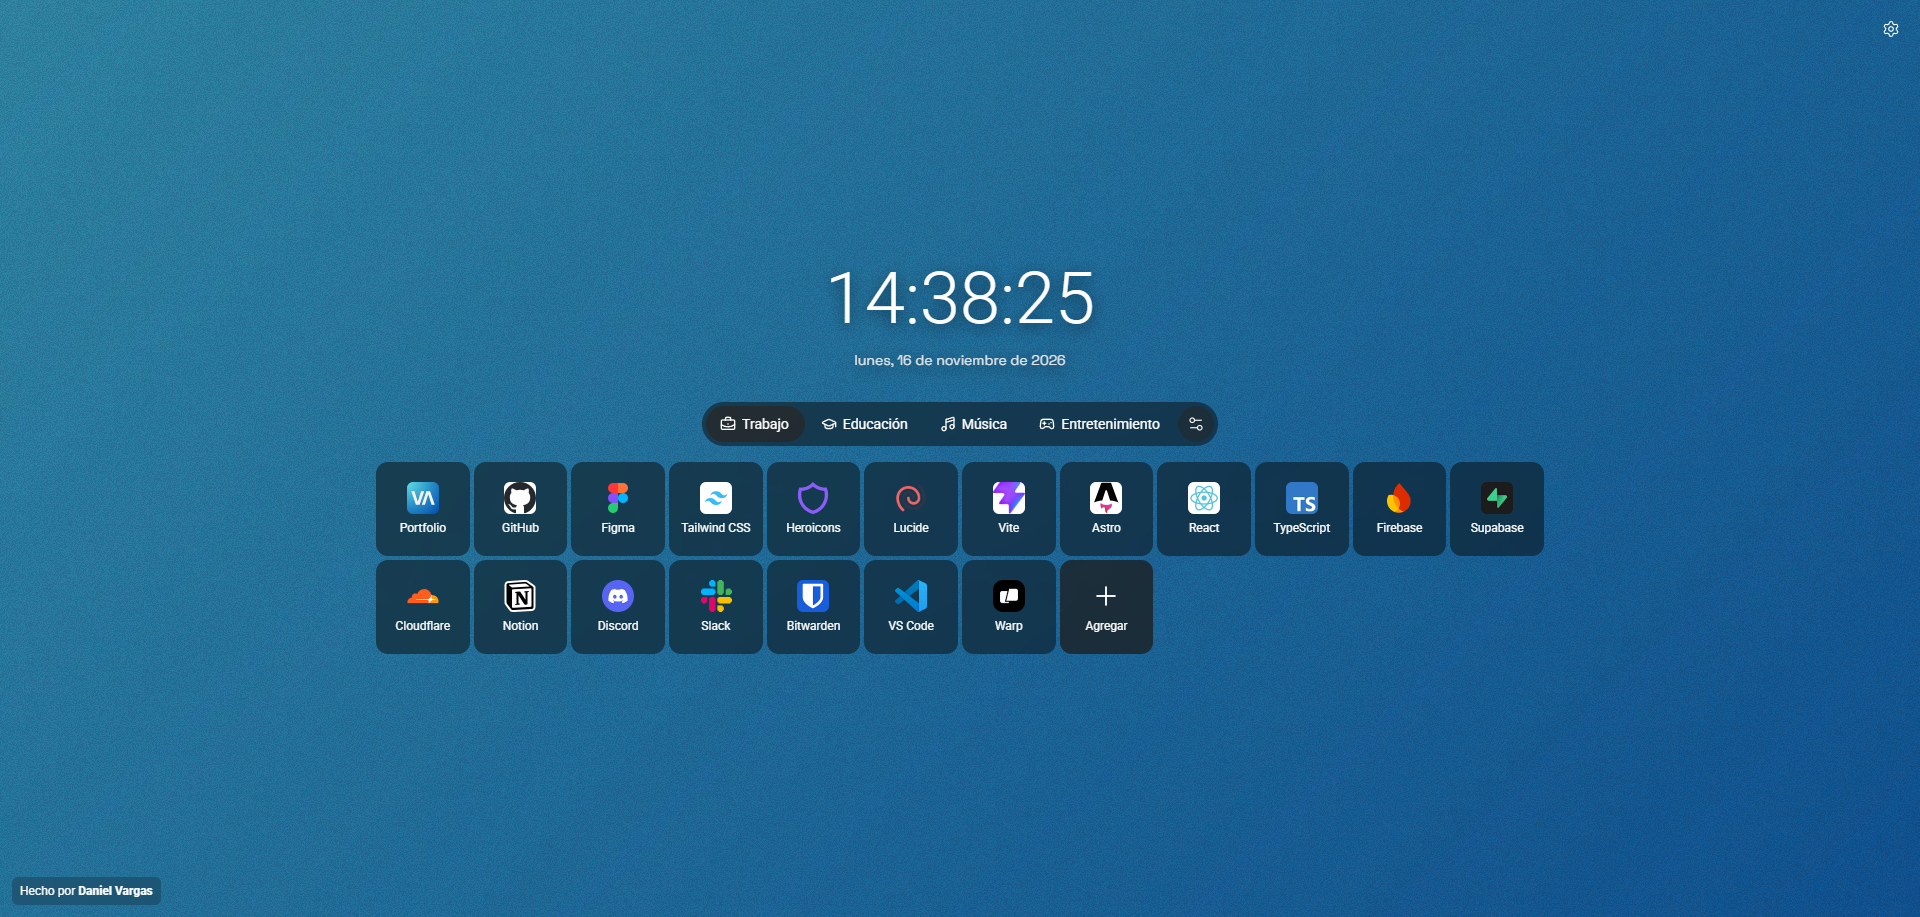 14:38:25
lunes, 16 de noviembre de 2026
Trabajo Educación Música Entretenimiento
VA
TS
Portfolio GitHub Figma Tailwind CSS Heroicons Lucide Vite Astro React TypeScript Firebase Supabase
N
Cloudflare Notion Discord Slack Bitwarden VS Code Warp Agregar
Hecho por Daniel Vargas